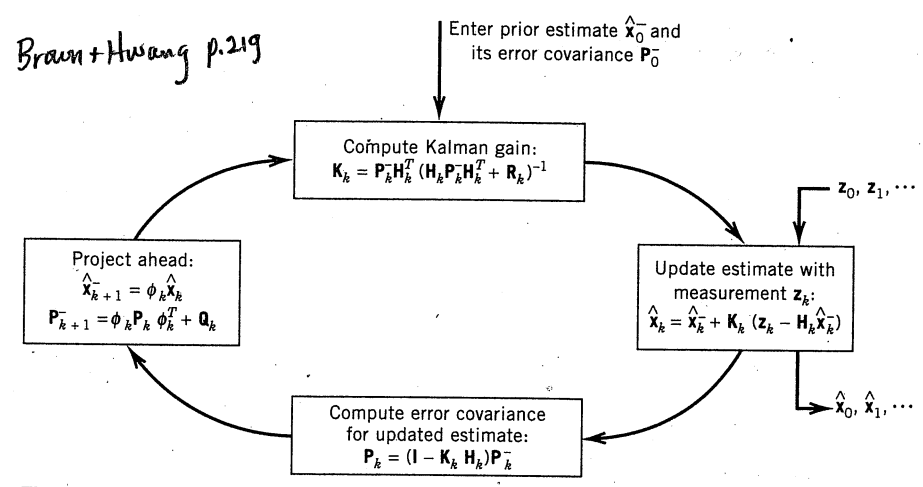 Brown + Hwang p.219
Enter prior estimate x̂₀⁻ and
its error covariance P₀⁻
Compute Kalman gain:
Kₖ = Pₖ⁻Hₖᵀ (HₖPₖ⁻Hₖᵀ + Rₖ)⁻¹
z₀, z₁, ⋯
Update estimate with
measurement zₖ:
x̂ₖ = x̂ₖ⁻ + Kₖ (zₖ − Hₖx̂ₖ⁻)
x̂₀, x̂₁, ⋯
Compute error covariance
for updated estimate:
Pₖ = (I − Kₖ Hₖ)Pₖ⁻
Project ahead:
x̂ₖ₊₁⁻ = ϕₖx̂ₖ
Pₖ₊₁⁻ = ϕₖPₖ ϕₖᵀ + Qₖ